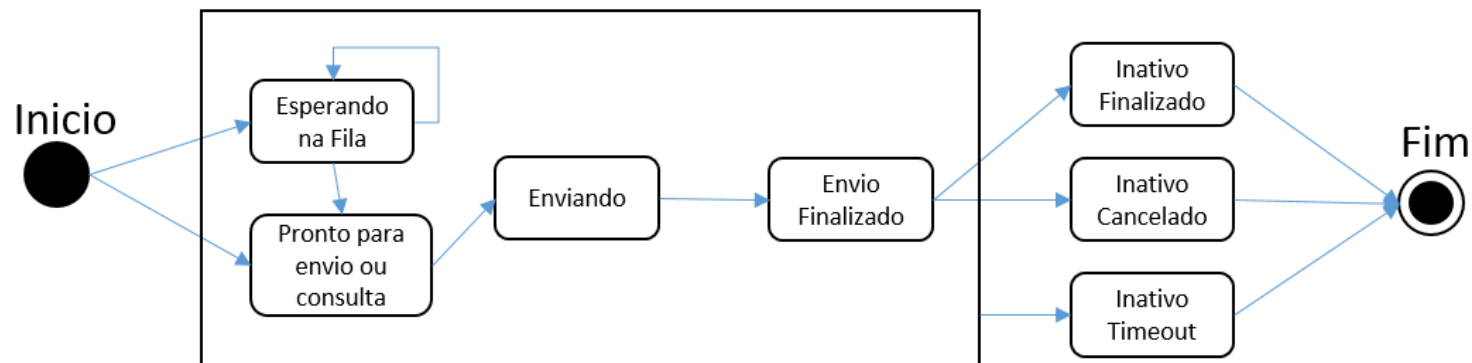 Inicio
Esperando
na Fila
Pronto para
envio ou
consulta
Enviando
Envio
Finalizado
Inativo
Finalizado
Inativo
Cancelado
Inativo
Timeout
Fim